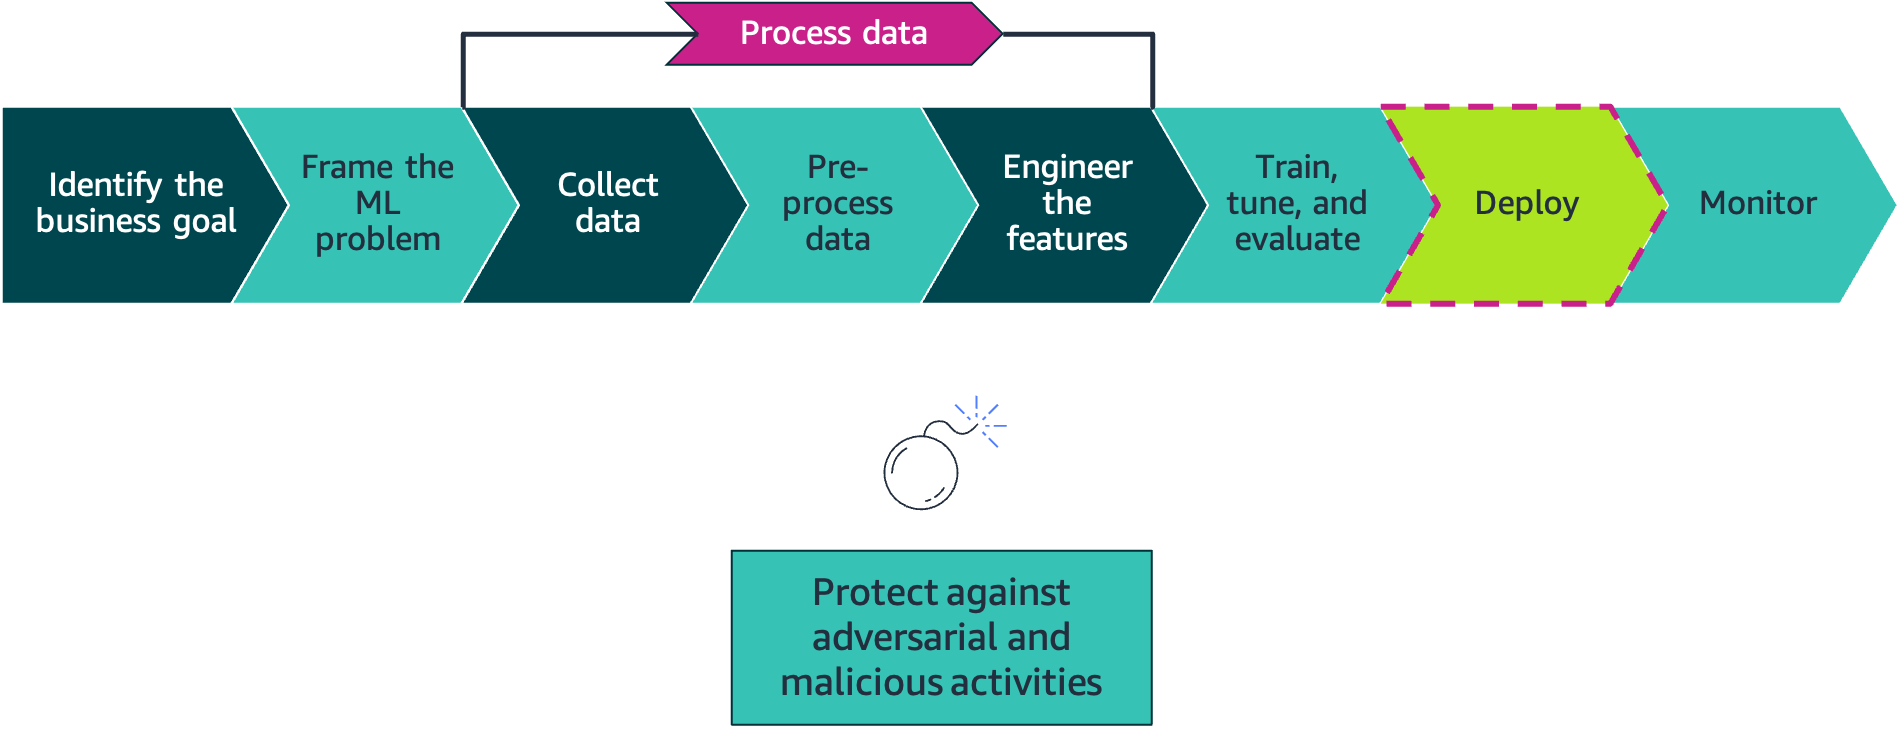 Process data
Identify the
business goal
Frame the
ML
problem
Collect
data
Pre-
process
data
Engineer
the
features
Train,
tune, and
evaluate
Deploy
Monitor
Protect against
adversarial and
malicious activities